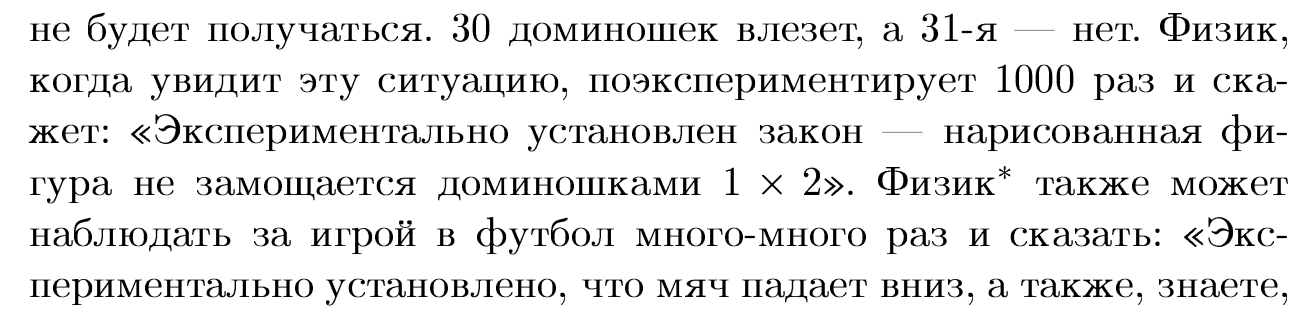 не будет получаться. 30 доминошек влезет, а 31-я — нет. Физик,
когда увидит эту ситуацию, поэкспериментирует 1000 раз и ска-
жет: «Экспериментально установлен закон — нарисованная фи-
гура не замощается доминошками 1 × 2». Физик* также может
наблюдать за игрой в футбол много-много раз и сказать: «Экс-
периментально установлено, что мяч падает вниз, а также, знаете,